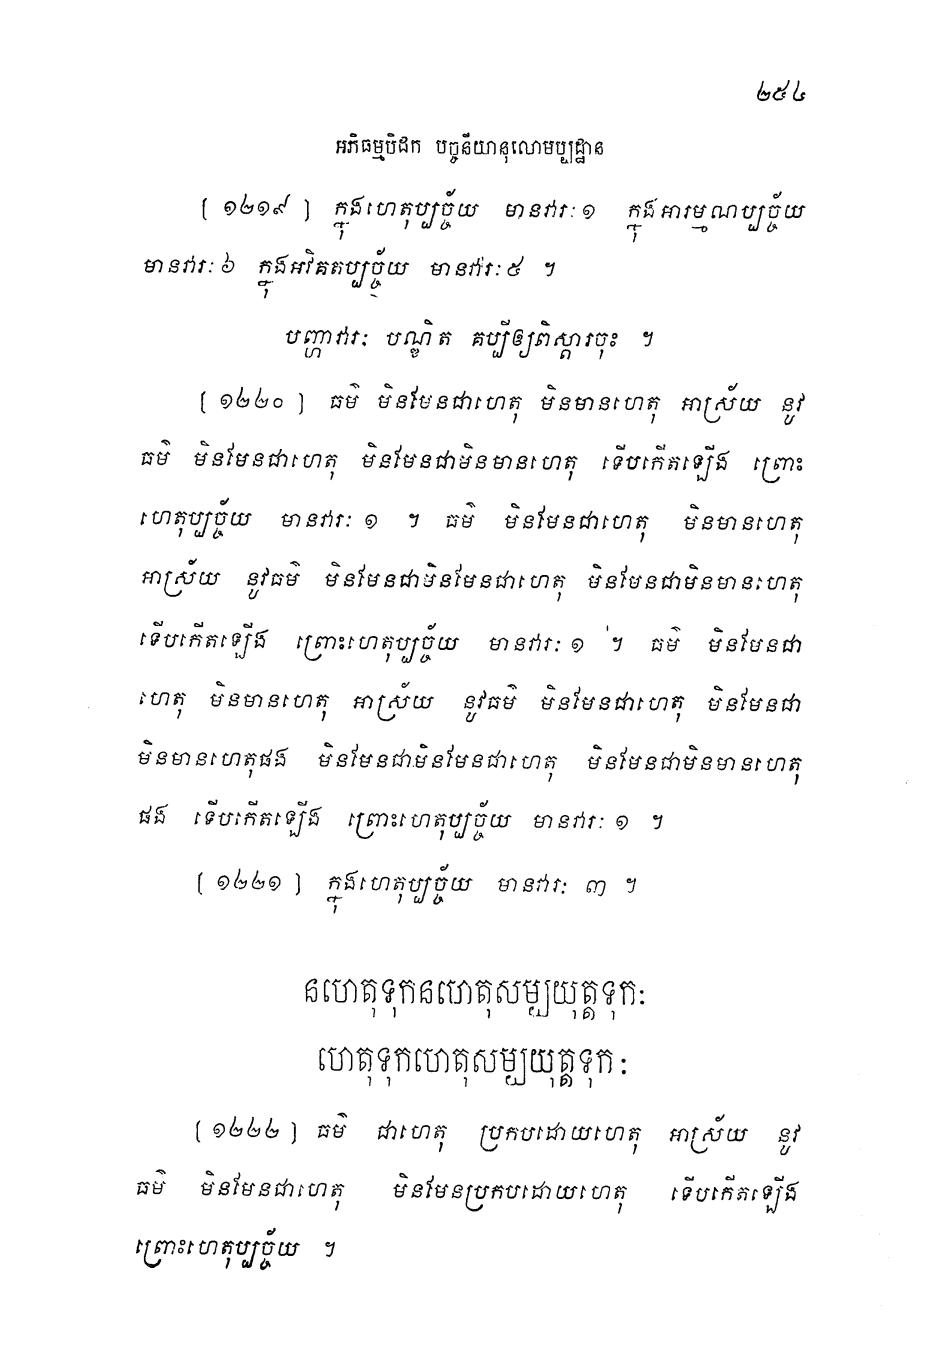 ២៥៤
អភិធម្មបិដក បច្ចនីយានុលោមប្បដ្ឋាន
[ ១២១៩ ] ក្នុងហេតុប្បច្ច័យ មានវារៈ ១ ក្នុងអារម្មណប្បច្ច័យ
មានវារៈ ៦ ក្នុងអវិគតប្បច្ច័យ មានវារៈ ៥ ។
បញ្ហាវារៈ បណ្ឌិត គប្បីឲ្យពិស្តារចុះ ។
[ ១២២០ ] ធម៌ មិនមែនជាហេតុ មិនមានហេតុ អាស្រ័យ នូវ
ធម៌ មិនមែនជាហេតុ មិនមែនជាមិនមានហេតុ ទើបកើតឡើង ព្រោះ
ហេតុប្បច្ច័យ មានវារៈ ១ ។ ធម៌ មិនមែនជាហេតុ មិនមានហេតុ
អាស្រ័យ នូវធម៌ មិនមែនជាមិនមែនជាហេតុ មិនមែនជាមិនមានហេតុ
ទើបកើតឡើង ព្រោះហេតុប្បច្ច័យ មានវារៈ ១ ។ ធម៌ មិនមែនជា
ហេតុ មិនមានហេតុ អាស្រ័យ នូវធម៌ មិនមែនជាហេតុ មិនមែនជា
មិនមានហេតុផង មិនមែនជាមិនមែនជាហេតុ មិនមែនជាមិនមានហេតុ
ផង ទើបកើតឡើង ព្រោះហេតុប្បច្ច័យ មានវារៈ ១ ។
[ ១២២១ ] ក្នុងហេតុប្បច្ច័យ មានវារៈ ៣ ។
នហេតុទុកនហេតុសម្បយុត្តទុកៈ
ហេតុទុកហេតុសម្បយុត្តទុកៈ
[ ១២២២ ] ធម៌ ជាហេតុ ប្រកបដោយហេតុ អាស្រ័យ នូវ
ធម៌ មិនមែនជាហេតុ មិនមែនប្រកបដោយហេតុ ទើបកើតឡើង
ព្រោះហេតុប្បច្ច័យ ។